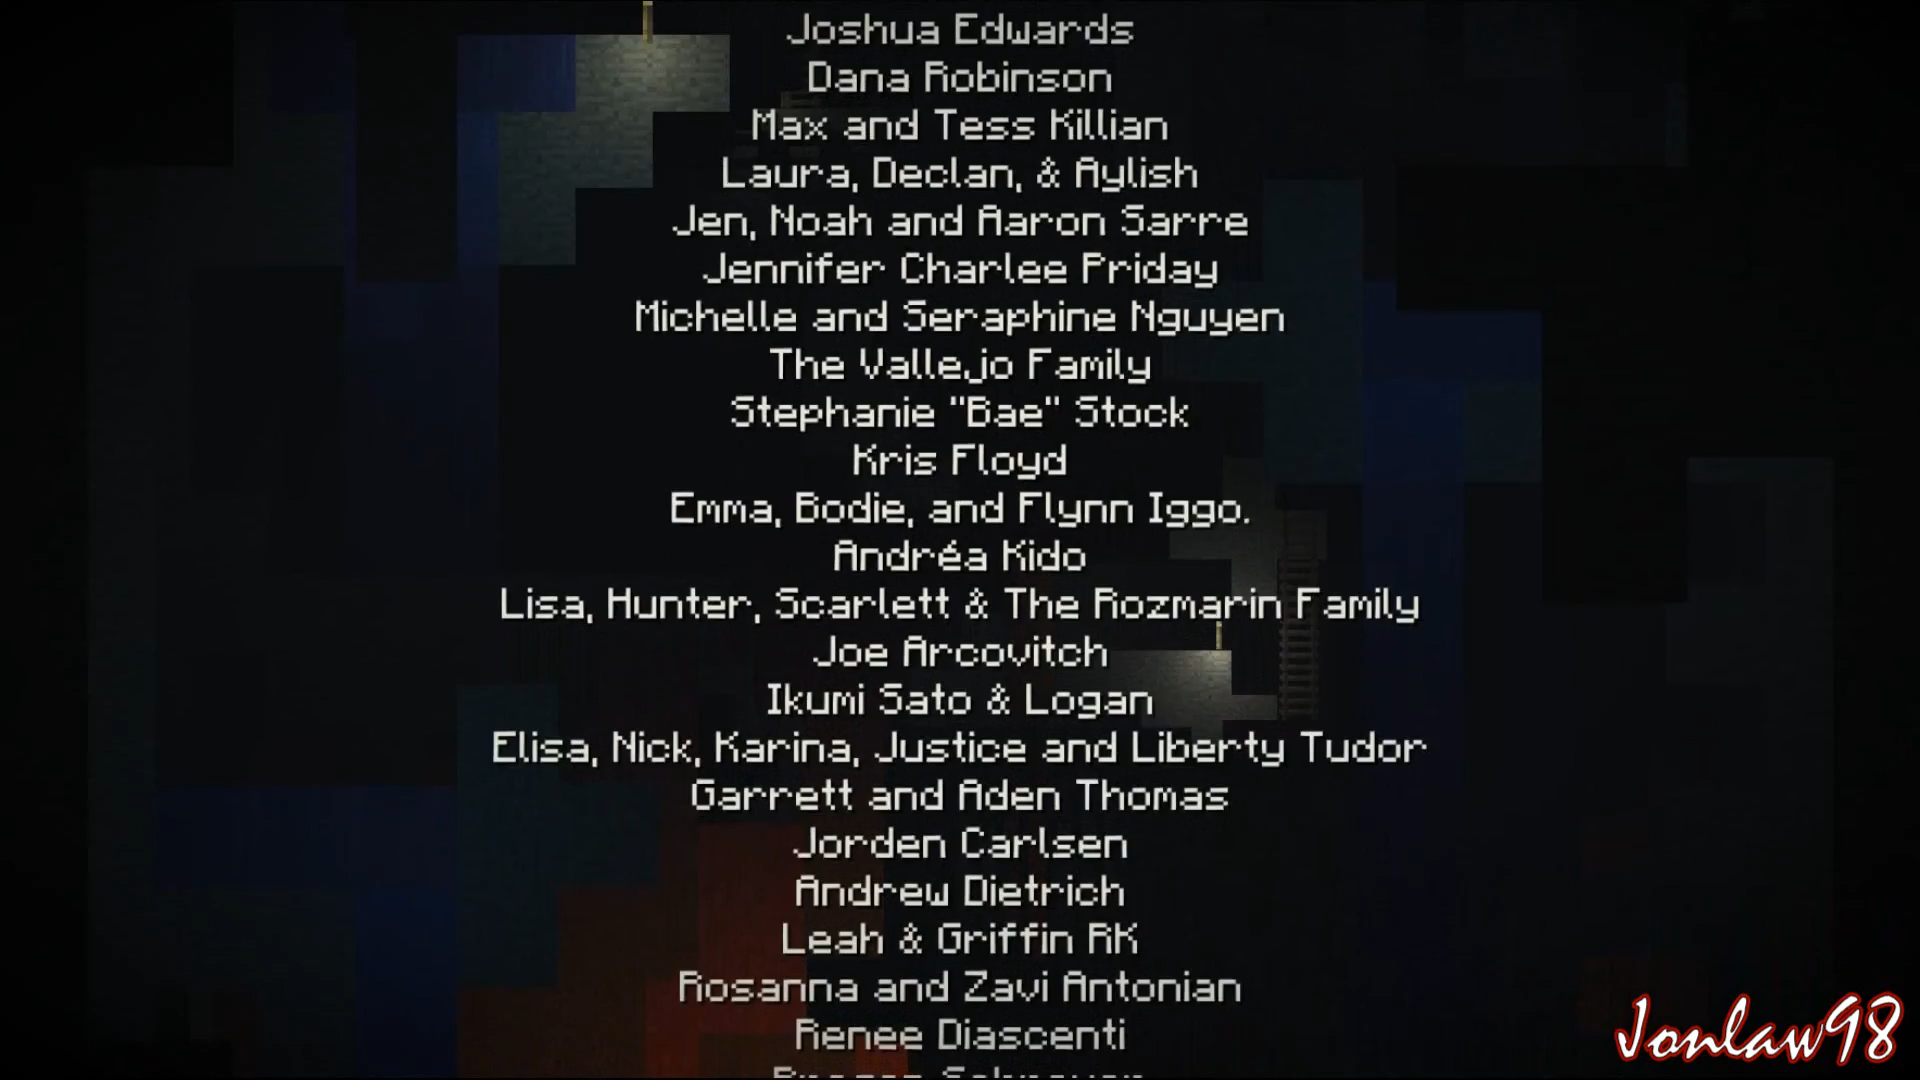 Joshua Edwards
Dana Robinson
Max and Tess Killian
Laura, Declan, & Aylish
Jen, Noah and Aaron Sarre
Jennifer Charlee Priday
Michelle and Seraphine Nguyen
The Vallejo Family
Stephanie "Bae" Stock
Kris Floyd
Emma, Bodie, and Flynn Iggo.
Andréa Kido
Lisa, Hunter, Scarlett & The Rozmarin Family
Joe Arcovitch
Ikumi Sato & Logan
Elisa, Nick, Karina, Justice and Liberty Tudor
Garrett and Aden Thomas
Jorden Carlsen
Andrew Dietrich
Leah & Griffin RK
Rosanna and Zavi Antonian
Renee Diascenti
Jonlaw98